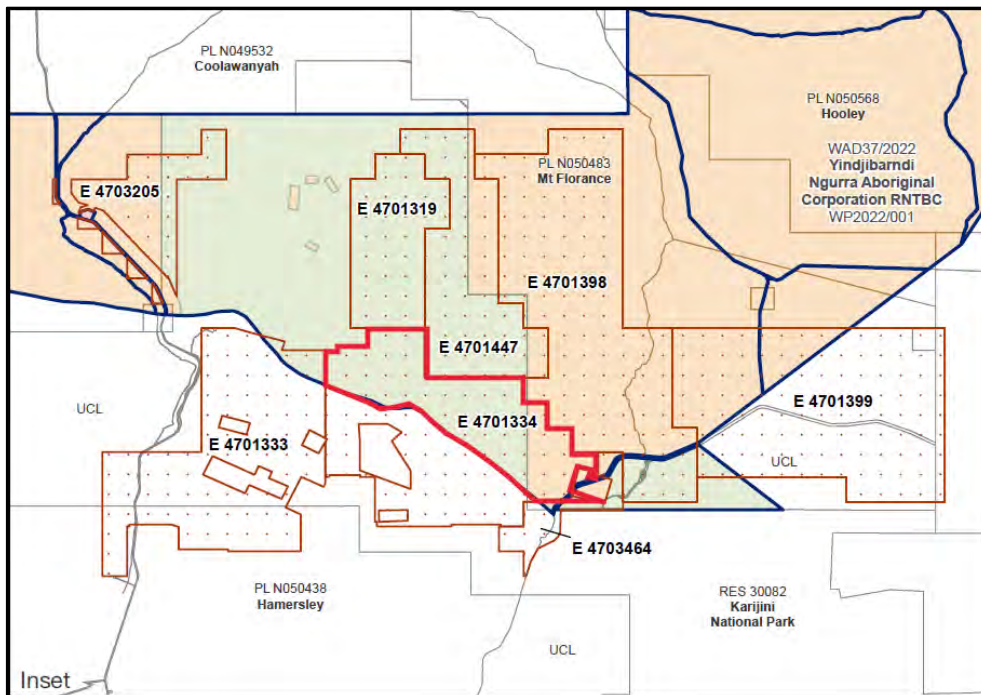 PL N049532
Coolawanyah
PL N050568
Hooley
WAD37/2022
Yindjibarndi
Ngurra Aboriginal
Corporation RNTBC
WP2022/001
PL N050483
Mt Florance
E 4703205
E 4701319
E 4701398
E 4701447
E 4701399
UCL
E 4701334
E 4701333
UCL
E 4703464
PL N050438
Hamersley
RES 30082
Karijini
National Park
UCL
UCL
Inset